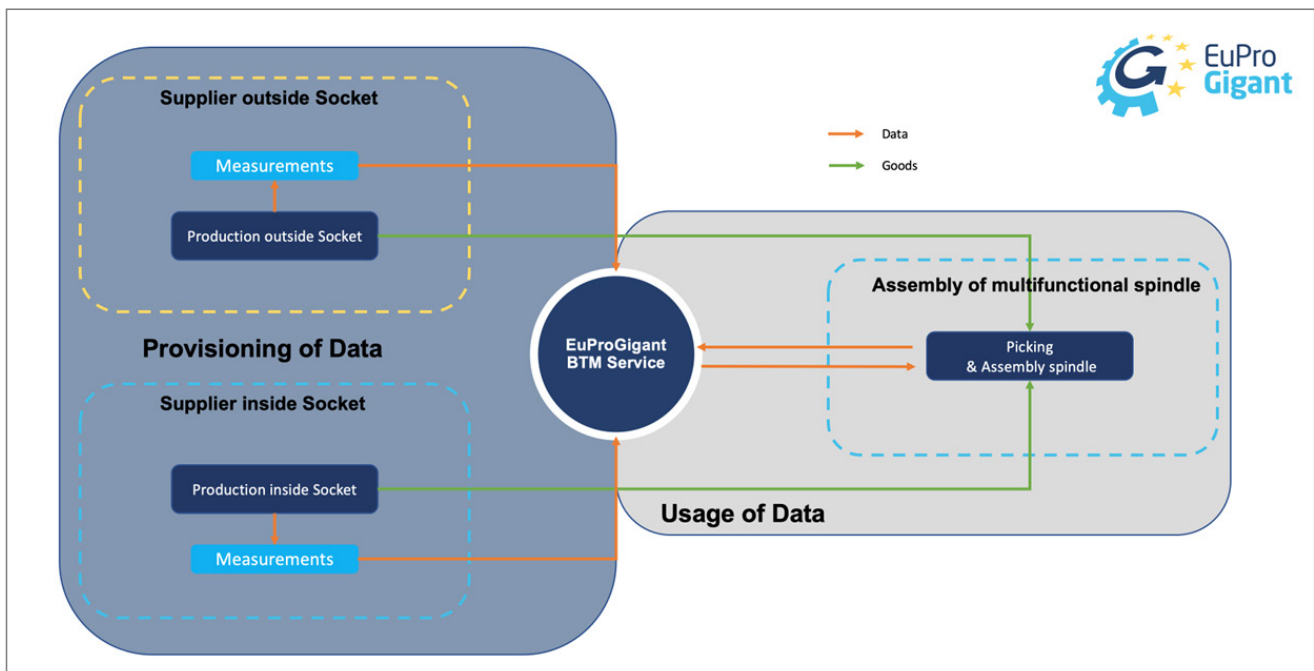 EuPro
Gigant
Supplier outside Socket
Measurements
Production outside Socket
Provisioning of Data
Supplier inside Socket
Production inside Socket
Measurements
Data
Goods
EuProGigant
BTM Service
Assembly of multifunctional spindle
Picking
& Assembly spindle
Usage of Data